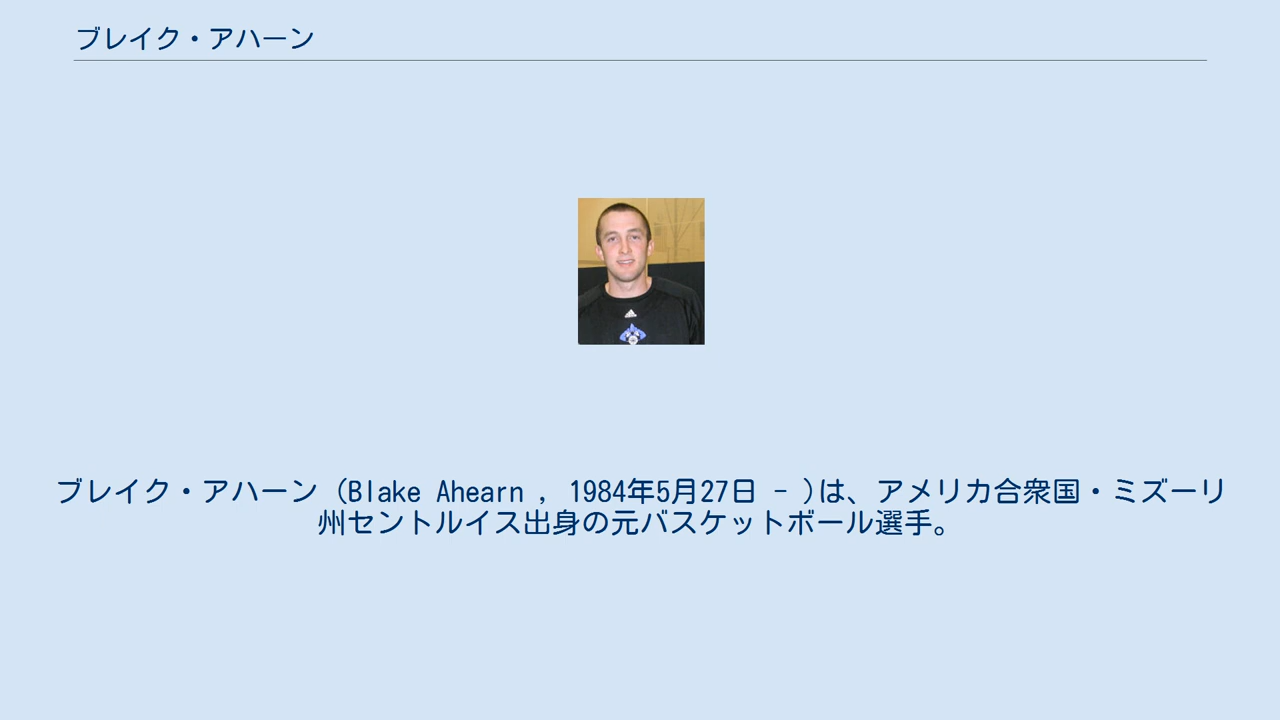 ブレイク・アハーン
ブレイク・アハーン (Blake Ahearn , 1984年5月27日 - )は、アメリカ合衆国・ミズーリ
州セントルイス出身の元バスケットボール選手。